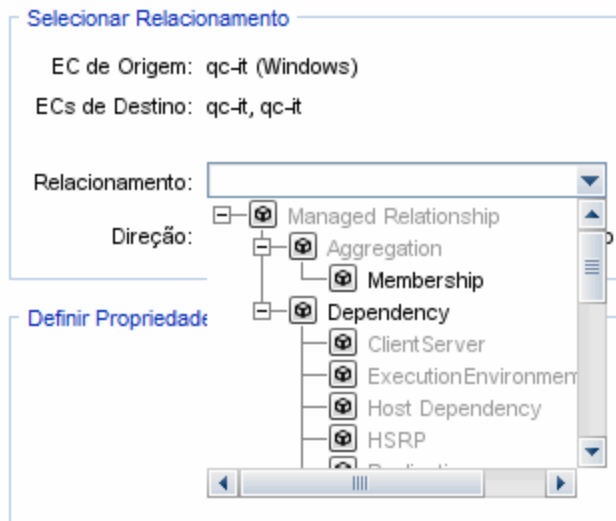 Selecionar Relacionamento
EC de Origem: qc-it (Windows)
ECs de Destino: qc-it, qc-it
Relacionamento:
Managed Relationship
Direção:
Aggregation
Membership
Definir Propriedade
Dependency
ClientServer
ExecutionEnvironmen
Host Dependency
HSRP